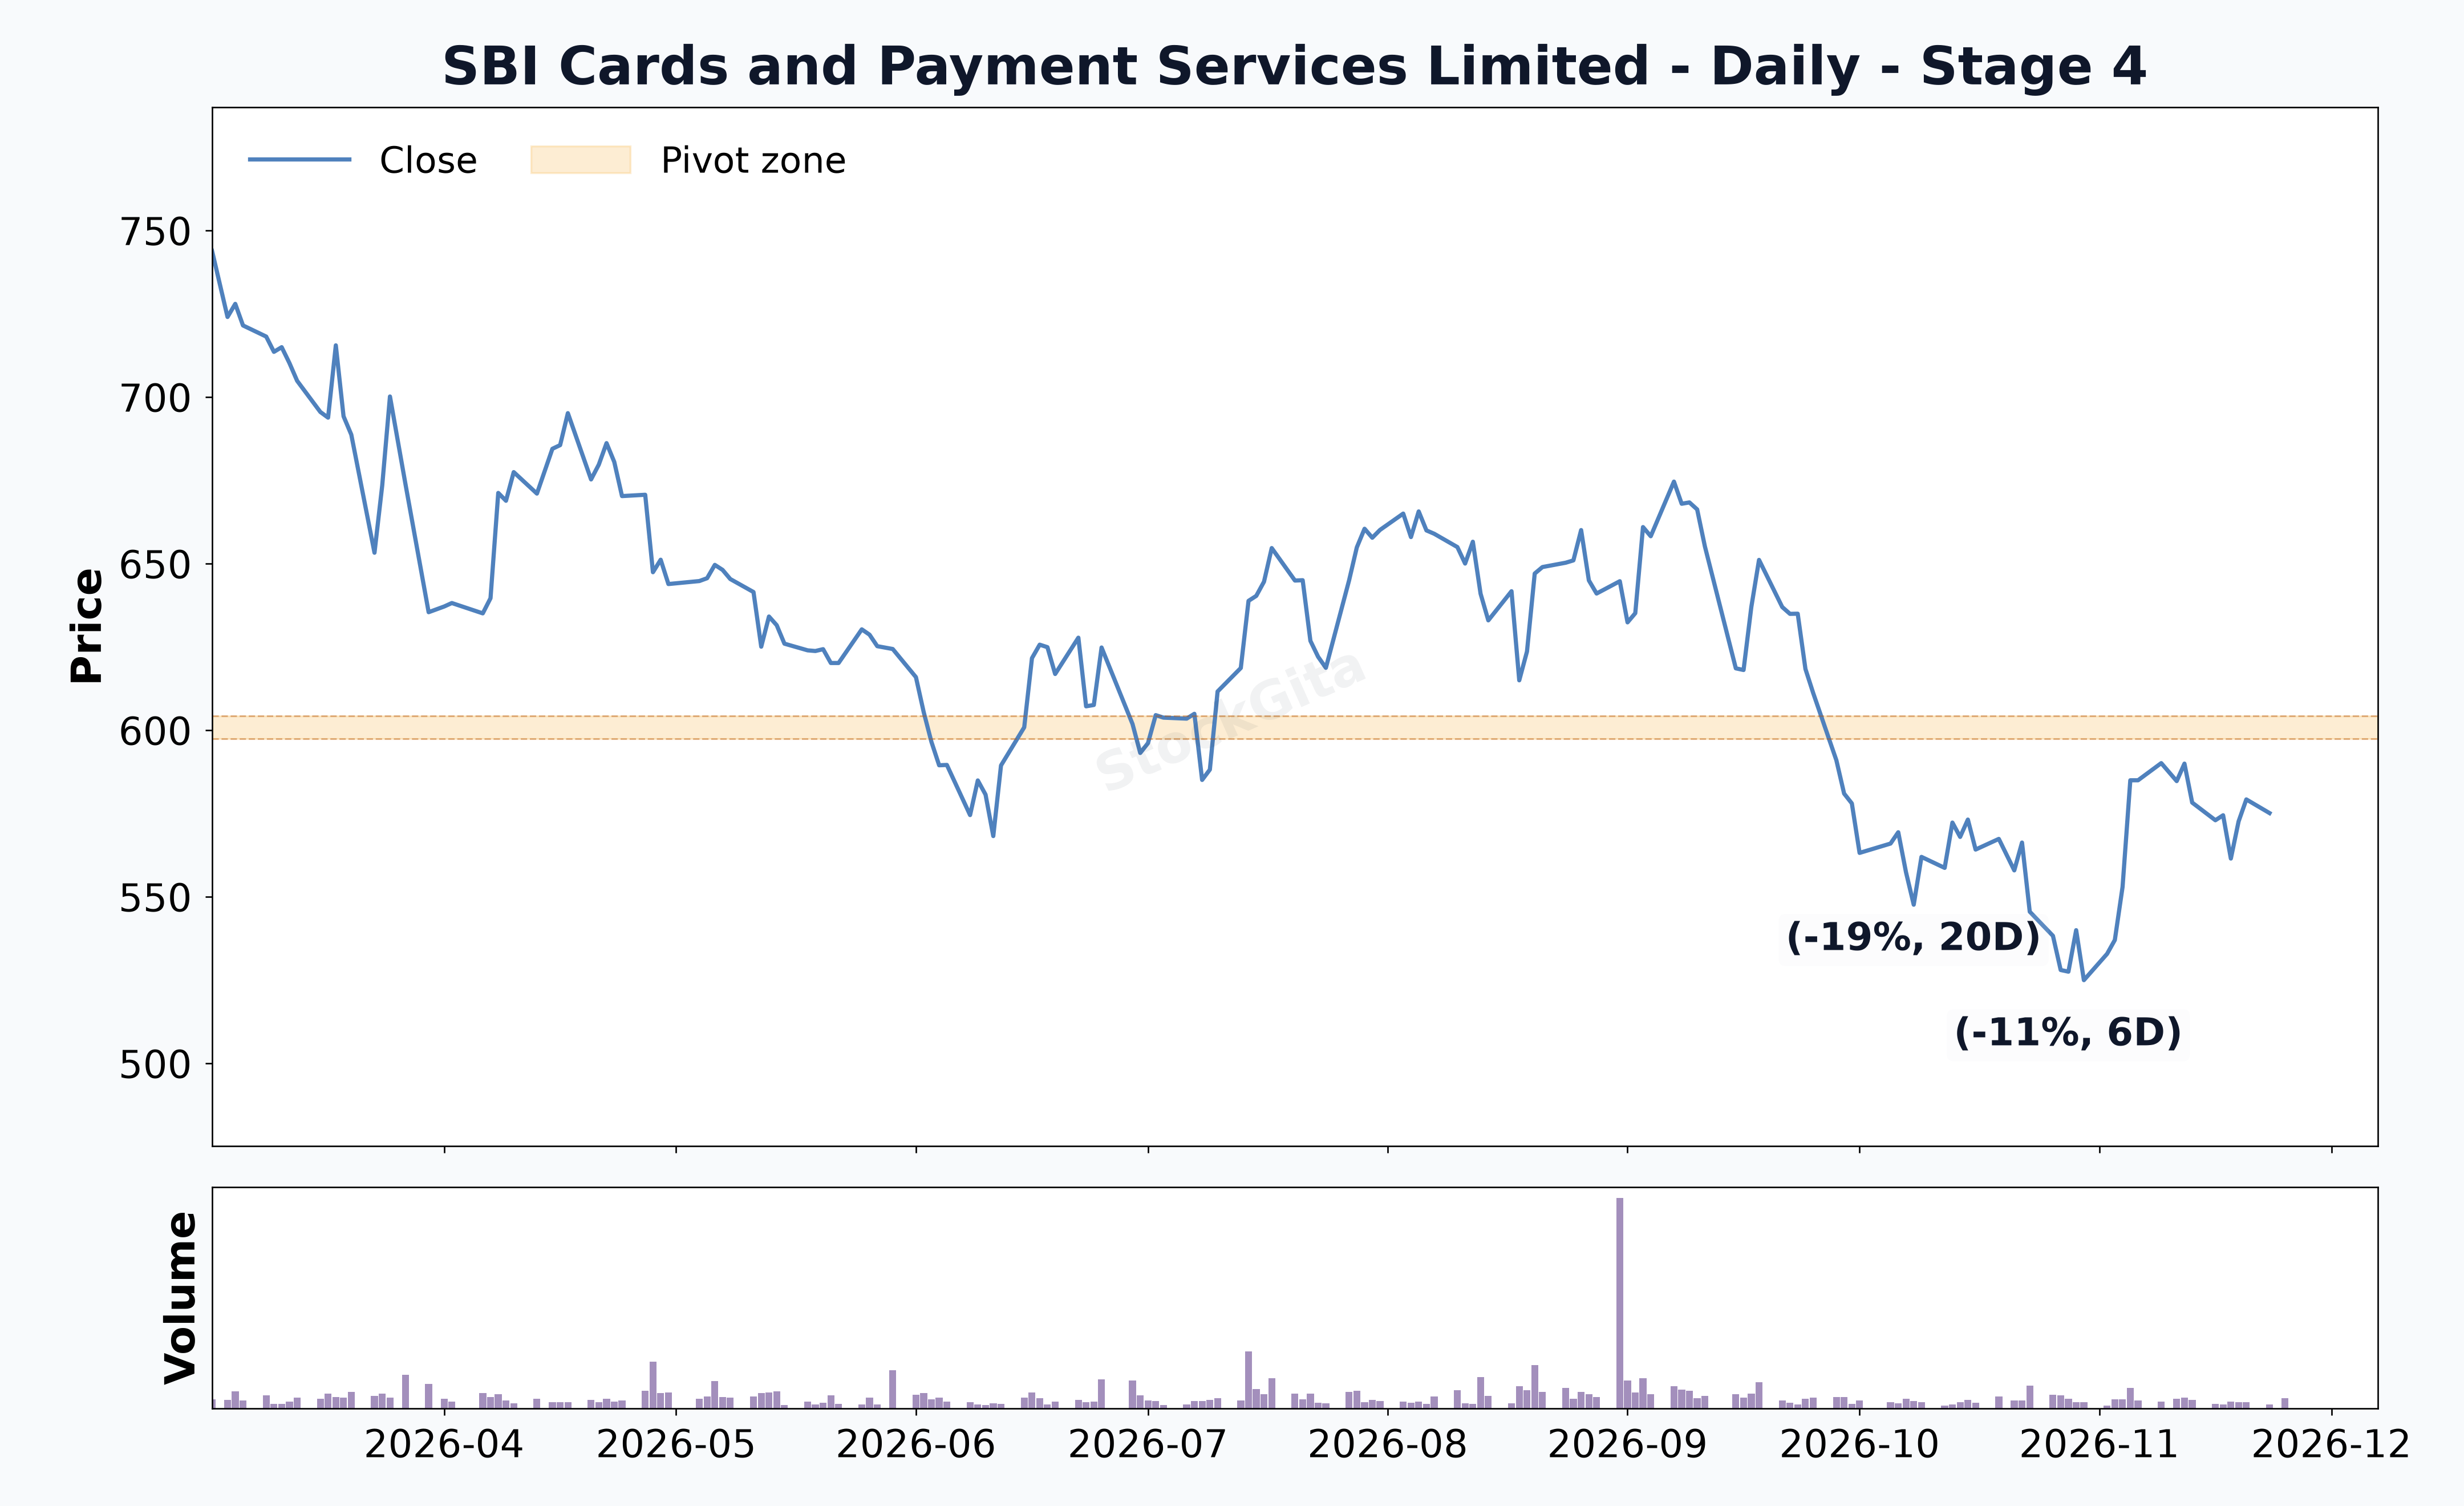 SBI Cards and Payment Services Limited - Daily - Stage 4
Close
Pivot zone
Price
750
700
650
600
550
500
StockGita
(-19%, 20D)
(-11%, 6D)
Volume
2026-04
2026-05
2026-06
2026-07
2026-08
2026-09
2026-10
2026-11
2026-12